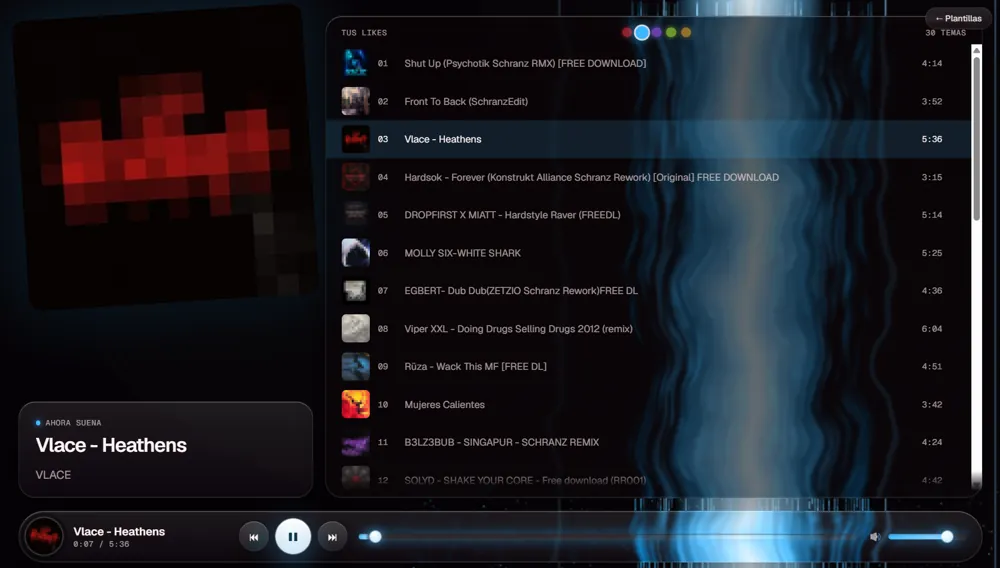 ← Plantillas
TUS LIKES
30 TEMAS
01 Shut Up (Psychotik Schranz RMX) [FREE DOWNLOAD] 4:14
02 Front To Back (SchranzEdit) 3:52
03 Vlace - Heathens 5:36
04 Hardsok - Forever (Konstrukt Alliance Schranz Rework) [Original] FREE DOWNLOAD 3:15
05 DROPFIRST X MIATT - Hardstyle Raver (FREEDL) 5:14
06 MOLLY SIX-WHITE SHARK 5:25
07 EGBERT- Dub Dub(ZETZIO Schranz Rework)FREE DL 4:36
08 Viper XXL - Doing Drugs Selling Drugs 2012 (remix) 6:04
09 Rūza - Wack This MF [FREE DL] 4:51
10 Mujeres Calientes 3:42
11 B3LZ3BUB - SINGAPUR - SCHRANZ REMIX 4:24
12 SOLYD - SHAKE YOUR CORE - Free download (RR001) 4:42
AHORA SUENA
Vlace - Heathens
VLACE
Vlace - Heathens
0:07 / 5:36